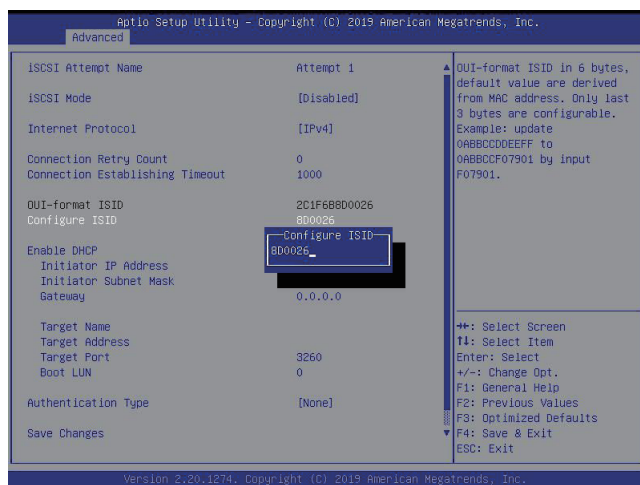 Aptio Setup Utility – Copyright (C) 2019 American Megatrends, Inc.
Advanced
iSCSI Attempt Name Attempt 1
iSCSI Mode [Disabled]
Internet Protocol [IPv4]
Connection Retry Count 0
Connection Establishing Timeout 1000
OUI-format ISID 2C1F6B8D0026
Configure ISID 8D0026
Configure ISID
8D0026_
Enable DHCP
Initiator IP Address
Initiator Subnet Mask
Gateway 0.0.0.0
Target Name
Target Address
Target Port 3260
Boot LUN 0
Authentication Type [None]
Save Changes
OUI-format ISID in 6 bytes,
default value are derived
from MAC address. Only last
3 bytes are configurable.
Example: update
0ABBCCDDEEFF to
0ABBCCF07901 by input
F07901.
→←: Select Screen
↑↓: Select Item
Enter: Select
+/-: Change Opt.
F1: General Help
F2: Previous Values
F3: Optimized Defaults
F4: Save & Exit
ESC: Exit
Version 2.20.1274. Copyright (C) 2019 American Megatrends, Inc.